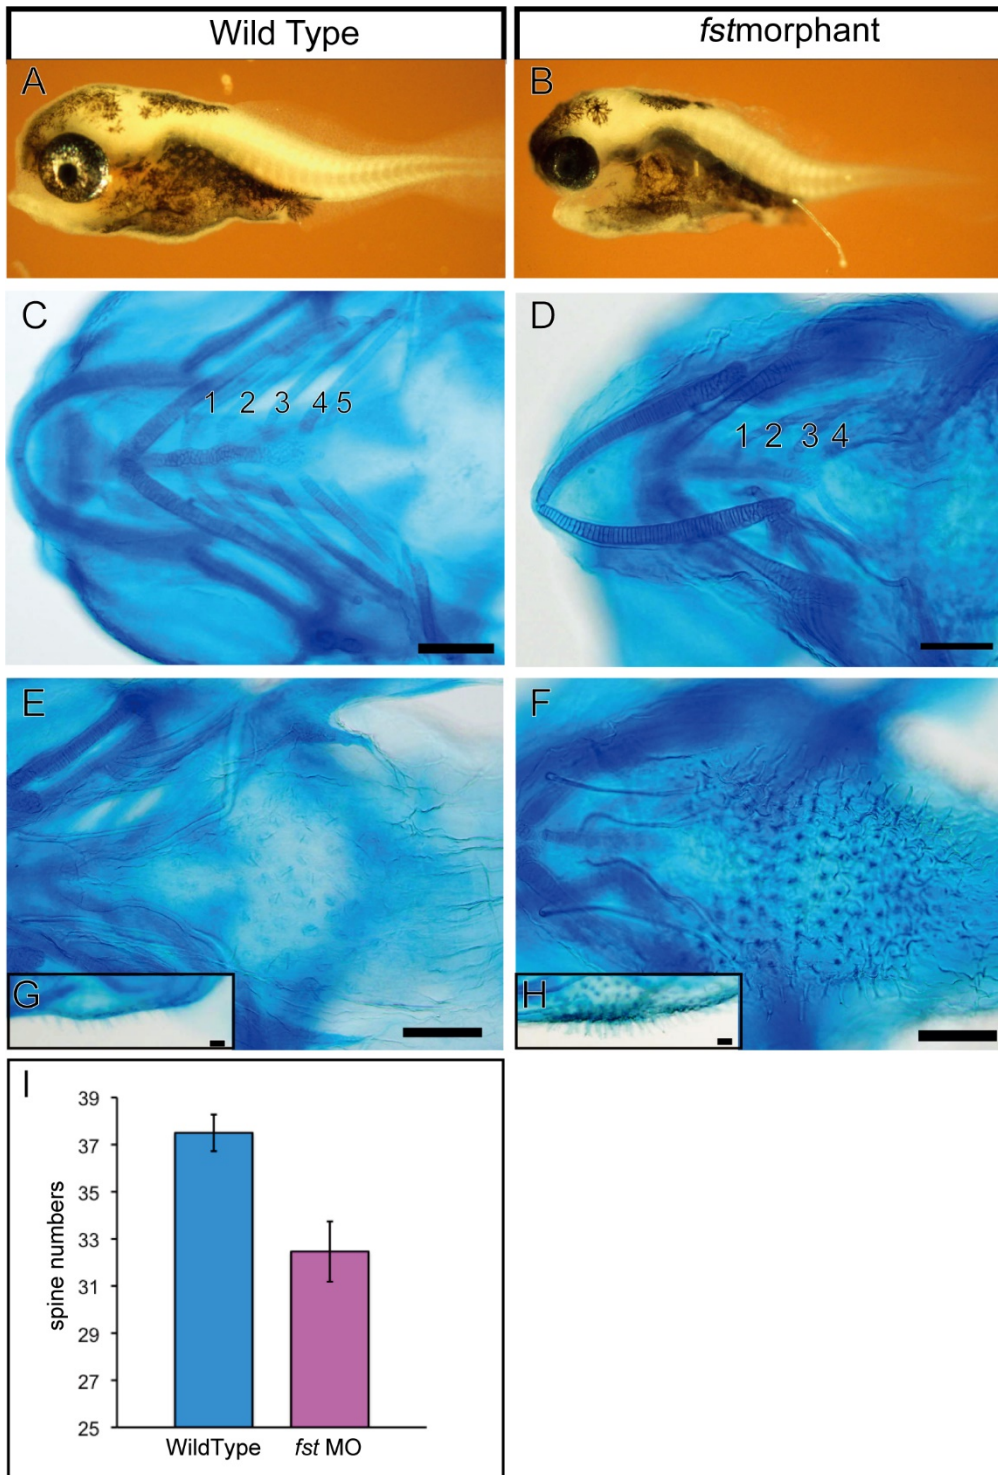 Wild Type
fstmorphant
A
B
C
1 2 3 4 5
D
1 2 3 4
E
F
G
H
I
39
37
35
33
31
29
27
25
spine numbers
WildType
fst MO